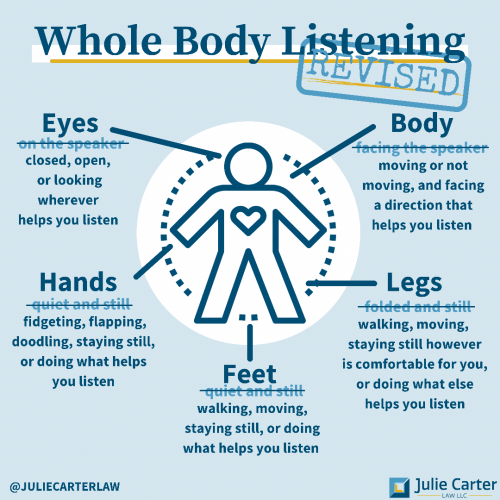 Whole Body Listening
REVISED
Eyes
on the speaker
closed, open,
or looking
wherever
helps you listen
Body
facing the speaker
moving or not
moving, and facing
a direction that
helps you listen
Hands
quiet and still
fidgeting, flapping,
doodling, staying still,
or doing what helps
you listen
Legs
folded and still
walking, moving,
staying still however
is comfortable for you,
or doing what else
helps you listen
Feet
quiet and still
walking, moving,
staying still, or doing
what helps you listen
@JULIECARTERLAW
Julie Carter
LAW LLC